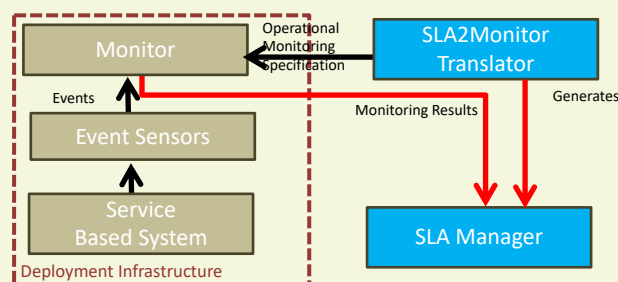 Monitor
Operational
Monitoring
Specification
SLA2Monitor
Translator
Events
Monitoring Results
Generates
Event Sensors
Service
Based System
SLA Manager
Deployment Infrastructure